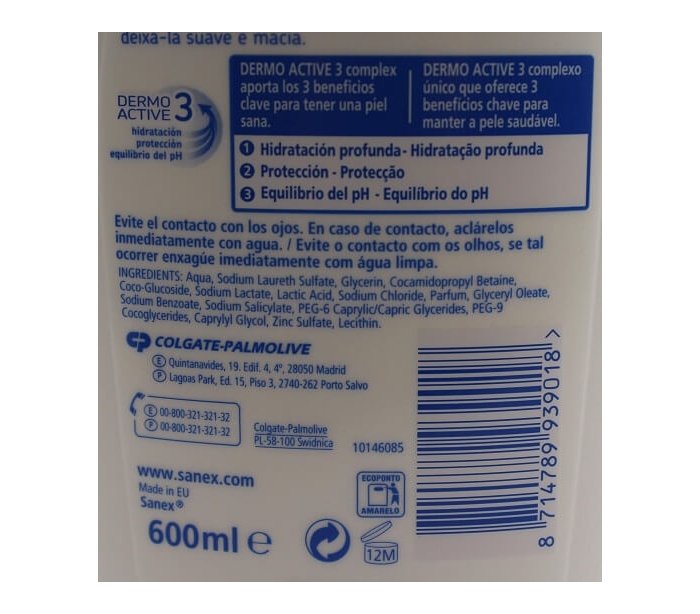 deixá-la suave e macia.
DERMO ACTIVE 3
hidratación
protección
equilibrio del pH
DERMO ACTIVE 3 complex
aporta los 3 beneficios
clave para tener una piel
sana.
DERMO ACTIVE 3 complexo
único que oferece 3
benefícios chave para
manter a pele saudável.
1 Hidratación profunda- Hidratação profunda
2 Protección - Protecção
3 Equilibrio del pH - Equilíbrio do pH
Evite el contacto con los ojos. En caso de contacto, aclárelos
inmediatamente con agua. / Evite o contacto com os olhos, se tal
ocorrer enxagúe imediatamente com água limpa.
INGREDIENTS: Aqua, Sodium Laureth Sulfate, Glycerin, Cocamidopropyl Betaine,
Coco-Glucoside, Sodium Lactate, Lactic Acid, Sodium Chloride, Parfum, Glyceryl Oleate,
Sodium Benzoate, Sodium Salicylate, PEG-6 Caprylic/Capric Glycerides, PEG-9
Cocoglycerides, Caprylyl Glycol, Zinc Sulfate, Lecithin.
CP COLGATE-PALMOLIVE
E Quintanavides, 19. Edif. 4, 4º, 28050 Madrid
P Lagoas Park, Ed. 15, Piso 3, 2740-262 Porto Salvo
E 00-800-321-321-32
P 00-800-321-321-32
Colgate-Palmolive
PL-58-100 Swidnica
10146085
www.sanex.com
Made in EU
Sanex®
600ml e
ECOPONTO
AMARELO
12M
8 714789 939018 >